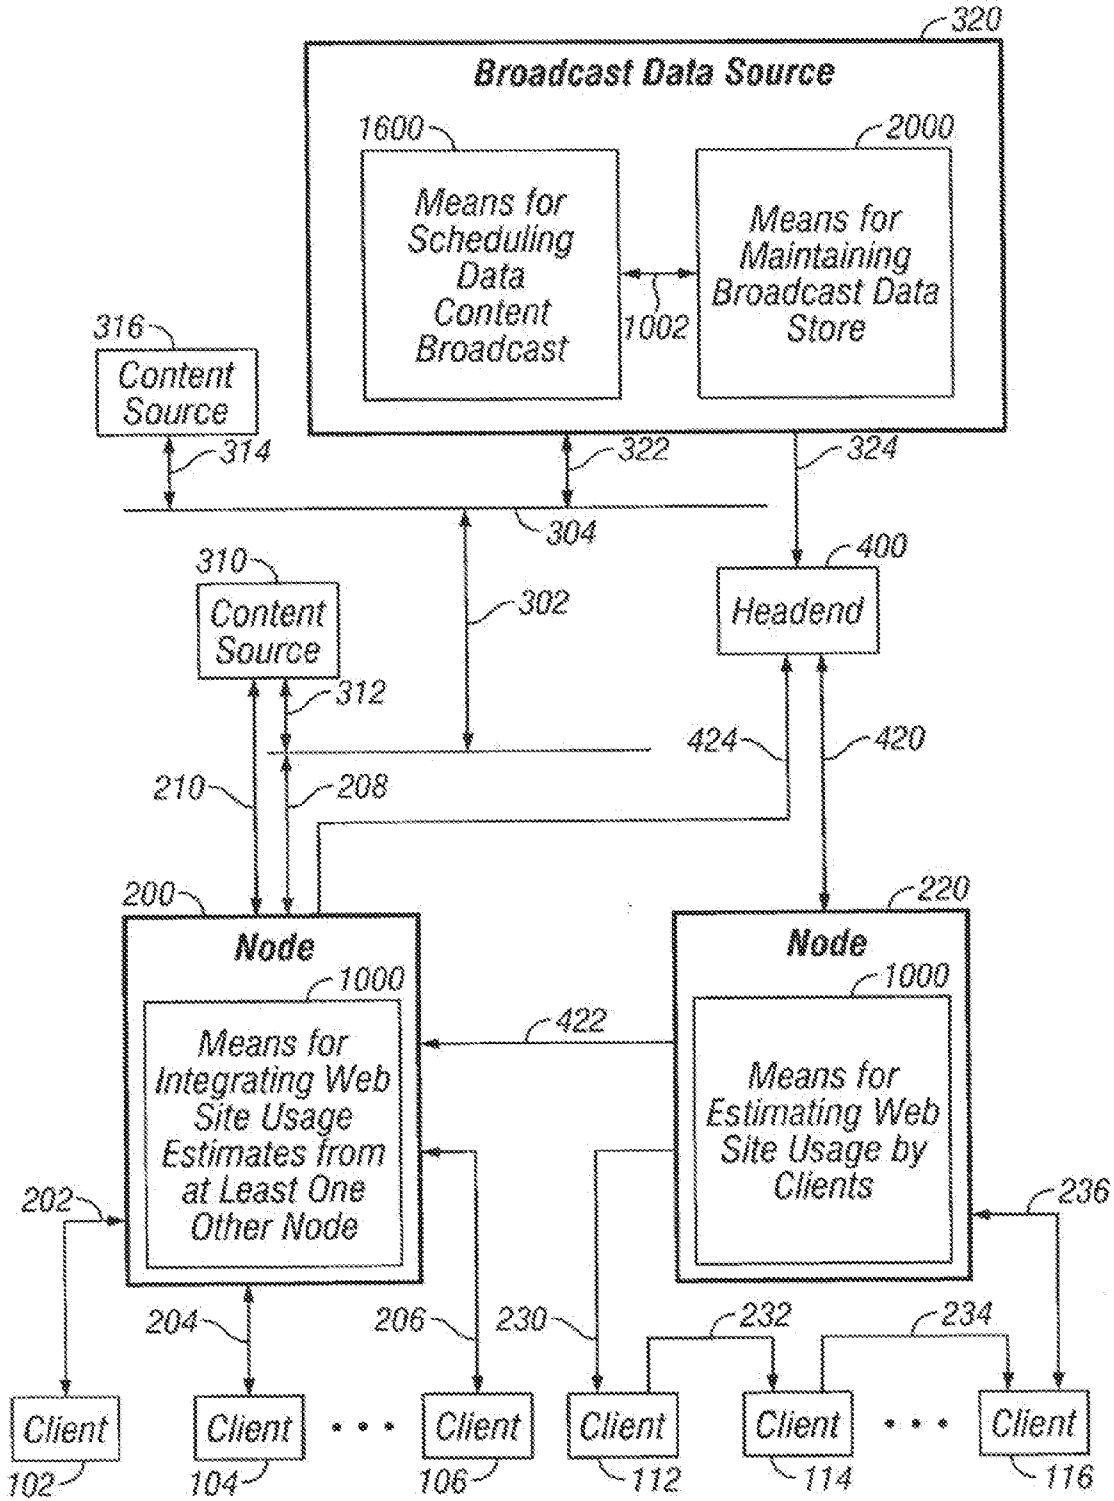 320
Broadcast Data Source
1600
2000
Means for
Scheduling
Data
Content
Broadcast
Means for
Maintaining
Broadcast Data
Store
1002
316
Content
Source
314
322
324
304
400
Headend
310
Content
Source
302
312
424
420
210
208
200
Node
220
Node
1000
Means for
Integrating Web
Site Usage
Estimates from
at Least One
Other Node
1000
Means for
Estimating Web
Site Usage by
Clients
422
202
236
204
206
230
232
234
Client
102
Client
104
Client
106
Client
112
Client
114
Client
116